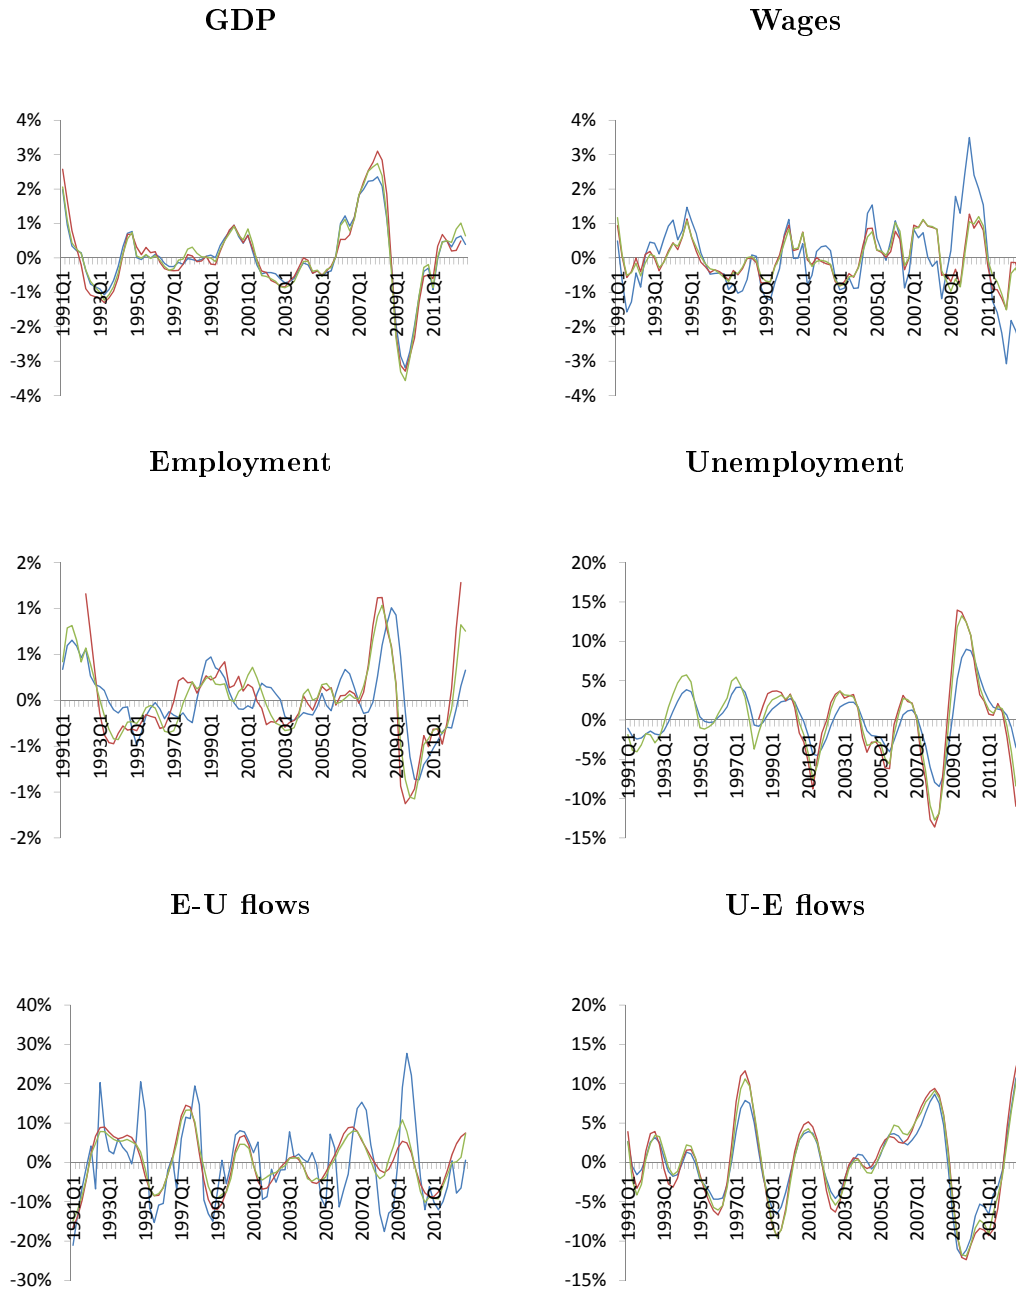 GDP
4%
3%
2%
1%
0%
-1%
-2%
-3%
-4%
1991Q1
1993Q1
1995Q1
1997Q1
1999Q1
2001Q1
2003Q1
2005Q1
2007Q1
2009Q1
2011Q1
Wages
4%
3%
2%
1%
0%
-1%
-2%
-3%
-4%
1991Q1
1993Q1
1995Q1
1997Q1
1999Q1
2001Q1
2003Q1
2005Q1
2007Q1
2009Q1
2011Q1
Employment
2%
1%
1%
0%
-1%
-1%
-2%
1991Q1
1993Q1
1995Q1
1997Q1
1999Q1
2001Q1
2003Q1
2005Q1
2007Q1
2009Q1
2011Q1
Unemployment
20%
15%
10%
5%
0%
-5%
-10%
-15%
1991Q1
1993Q1
1995Q1
1997Q1
1999Q1
2001Q1
2003Q1
2005Q1
2007Q1
2009Q1
2011Q1
E-U flows
40%
30%
20%
10%
0%
-10%
-20%
-30%
1991Q1
1993Q1
1995Q1
1997Q1
1999Q1
2001Q1
2003Q1
2005Q1
2007Q1
2009Q1
2011Q1
U-E flows
20%
15%
10%
5%
0%
-5%
-10%
-15%
1991Q1
1993Q1
1995Q1
1997Q1
1999Q1
2001Q1
2003Q1
2005Q1
2007Q1
2009Q1
2011Q1